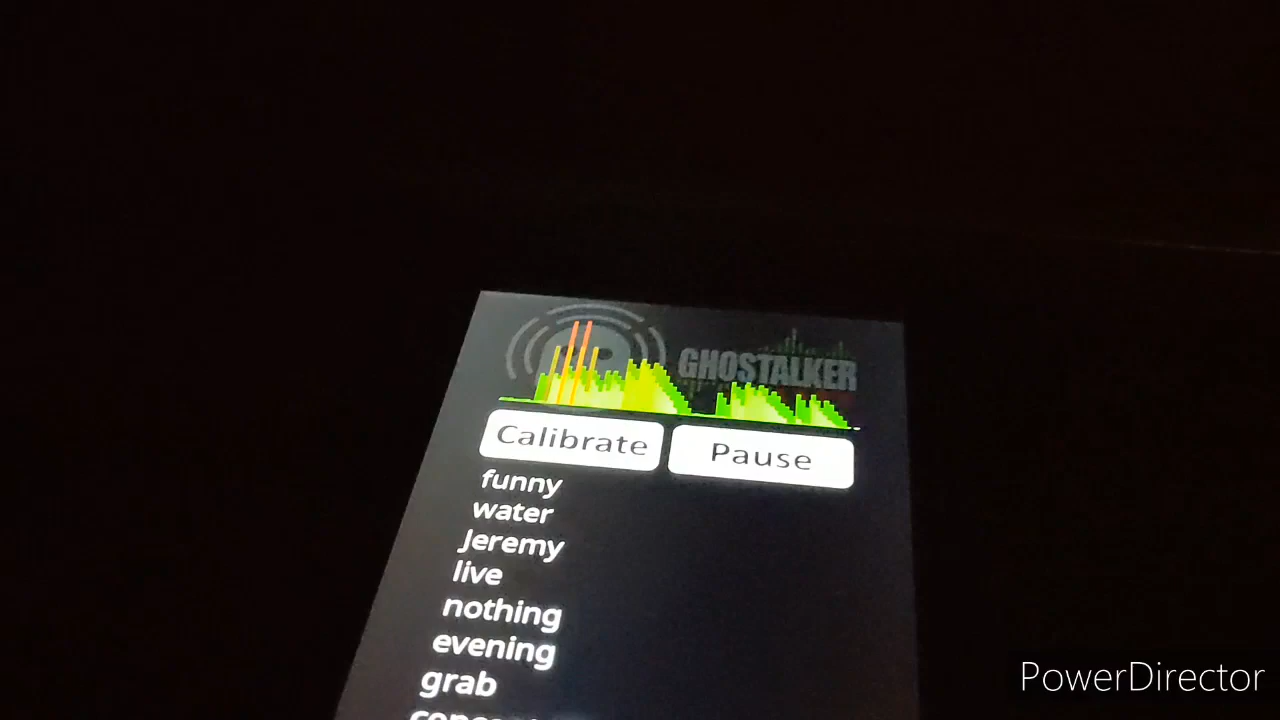 GHOSTALKER
Calibrate Pause
funny
water
Jeremy
live
nothing
evening
grab
PowerDirector